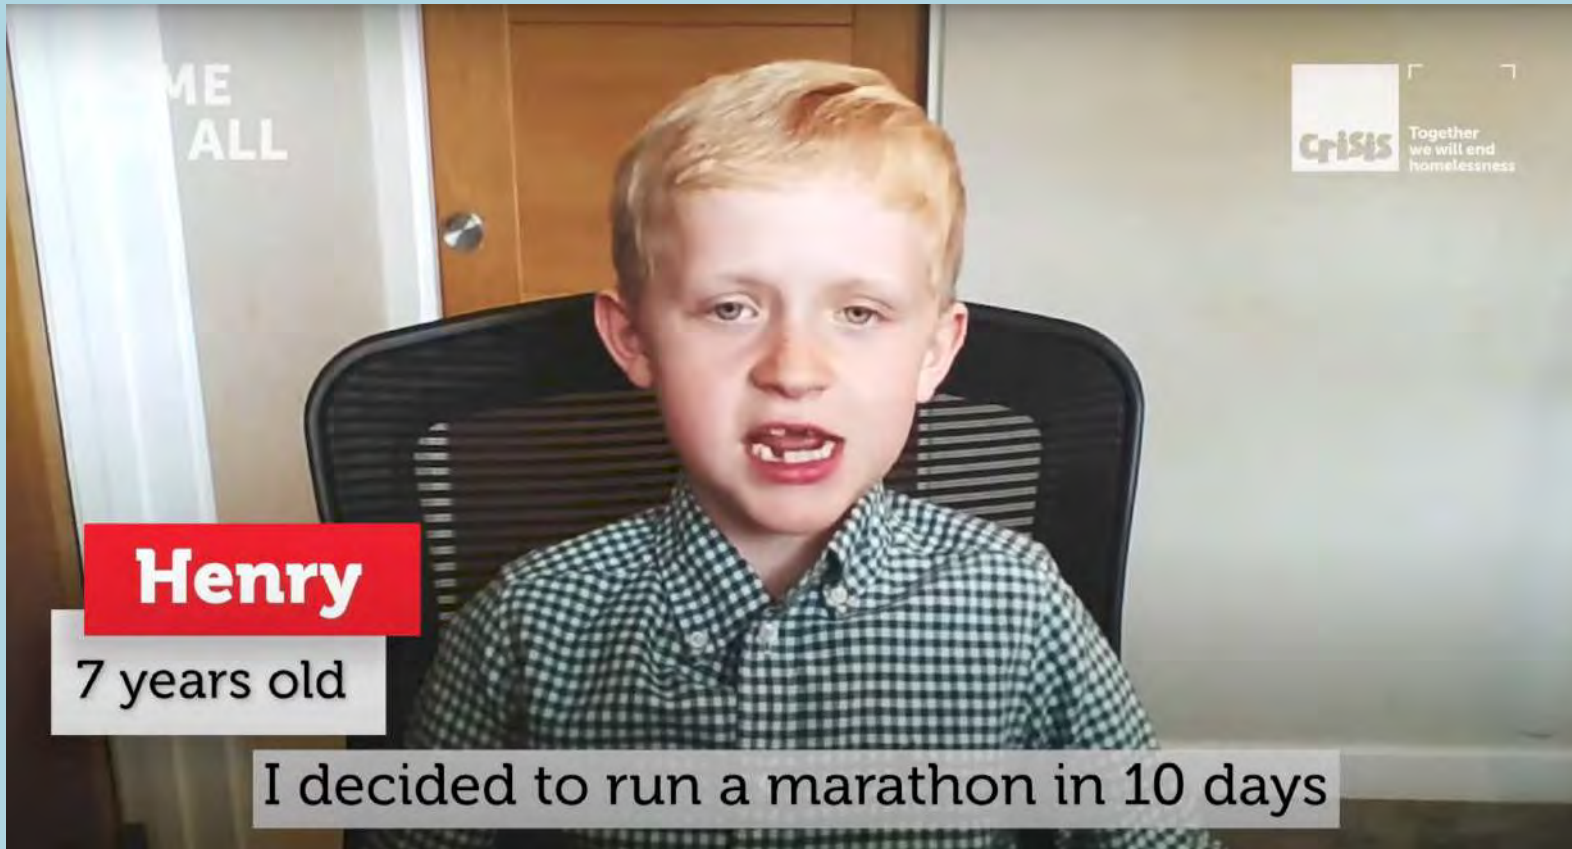 ME
ALL
crisis
Together
we will end
homelessness
Henry
7 years old
I decided to run a marathon in 10 days